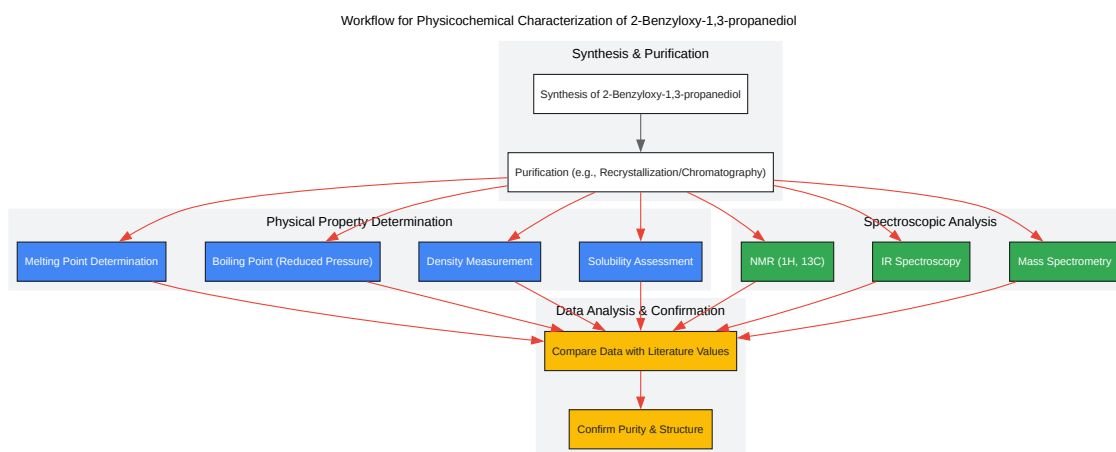 Workflow for Physicochemical Characterization of 2-Benzyloxy-1,3-propanediol
Synthesis & Purification
Synthesis of 2-Benzyloxy-1,3-propanediol
Purification (e.g., Recrystallization/Chromatography)
Physical Property Determination
Spectroscopic Analysis
Melting Point Determination
Boiling Point (Reduced Pressure)
Density Measurement
Solubility Assessment
NMR (1H, 13C)
IR Spectroscopy
Mass Spectrometry
Data Analysis & Confirmation
Compare Data with Literature Values
Confirm Purity & Structure